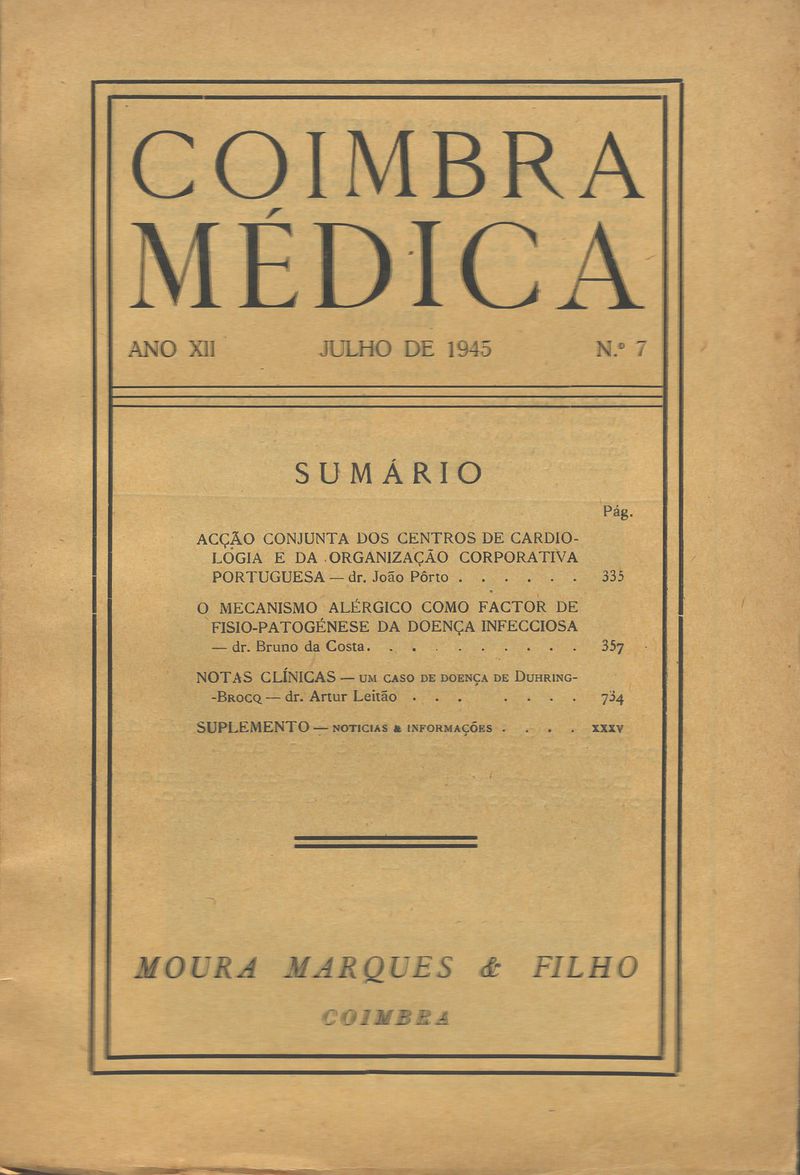 COIMBRA
MÉDICA
ANO XII JULHO DE 1945 N.º 7
SUMÁRIO
Pág.
ACÇÃO CONJUNTA DOS CENTROS DE CARDIO-
LÓGIA E DA ORGANIZAÇÃO CORPORATIVA
PORTUGUESA — dr. João Pôrto . . . . . . 335
O MECANISMO ALÉRGICO COMO FACTOR DE
FISIO-PATOGÉNESE DA DOENÇA INFECCIOSA
— dr. Bruno da Costa. . . . . . . . . . 357
NOTAS CLÍNICAS — UM CASO DE DOENÇA DE DUHRING-
-BROCQ — dr. Artur Leitão . . . . . . . 734
SUPLEMENTO — NOTICIAS & INFORMAÇÕES . . . . XXXV
MOURA MARQUES & FILHO
COIMBRA